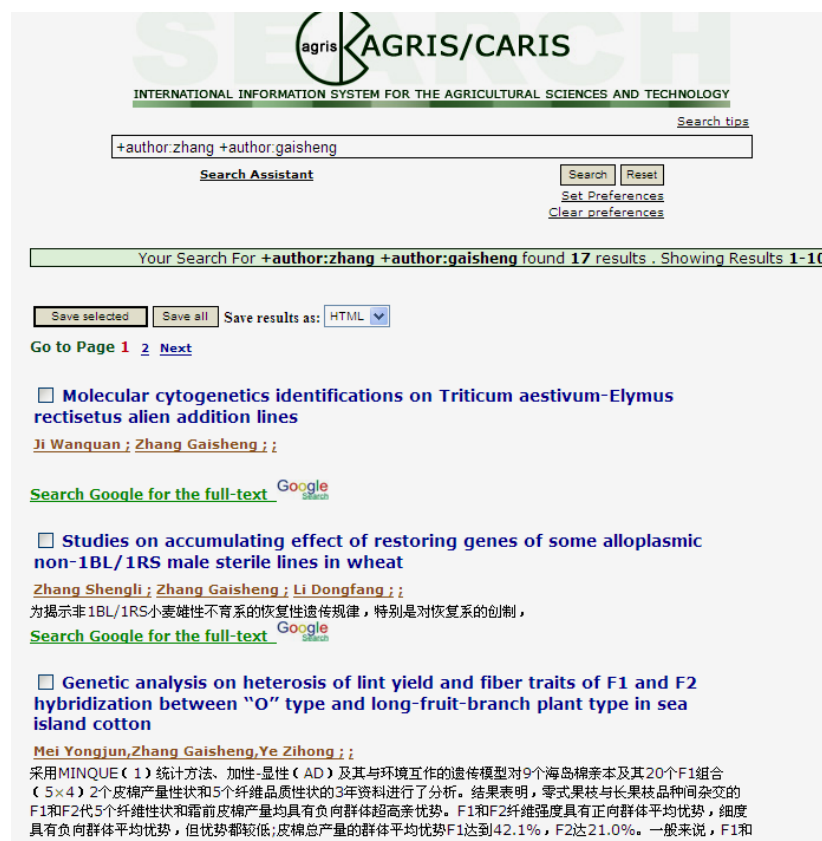 SEARCH
agris AGRIS/CARIS
INTERNATIONAL INFORMATION SYSTEM FOR THE AGRICULTURAL SCIENCES AND TECHNOLOGY
Search tips
+author:zhang +author:gaisheng
Search Assistant Search Reset
Set Preferences
Clear preferences
Your Search For +author:zhang +author:gaisheng found 17 results . Showing Results 1-10
Save selected Save all Save results as: HTML
Go to Page 1 2 Next
Molecular cytogenetics identifications on Triticum aestivum-Elymus
rectisetus alien addition lines
Ji Wanquan ; Zhang Gaisheng ; ;
Search Google for the full-text Google Search
Studies on accumulating effect of restoring genes of some alloplasmic
non-1BL/1RS male sterile lines in wheat
Zhang Shengli ; Zhang Gaisheng ; Li Dongfang ; ;
为揭示非1BL/1RS小麦雄性不育系的恢复性遗传规律，特别是对恢复系的创制，
Search Google for the full-text Google Search
Genetic analysis on heterosis of lint yield and fiber traits of F1 and F2
hybridization between “O” type and long-fruit-branch plant type in sea
island cotton
Mei Yongjun,Zhang Gaisheng,Ye Zihong ; ;
采用MINQUE(1)统计方法、加性-显性(AD)及其与环境互作的遗传模型对9个海岛棉亲本及其20个F1组合
(5×4)2个皮棉产量性状和5个纤维品质性状的3年资料进行了分析。结果表明，零式果枝与长果枝品种间杂交的
F1和F2代5个纤维性状和霜前皮棉产量均具有负向群体超高亲优势。F1和F2纤维强度具有正向群体平均优势，细度
具有负向群体平均优势，但优势都较低;皮棉总产量的群体平均优势F1达到42.1%，F2达21.0%。一般来说，F1和